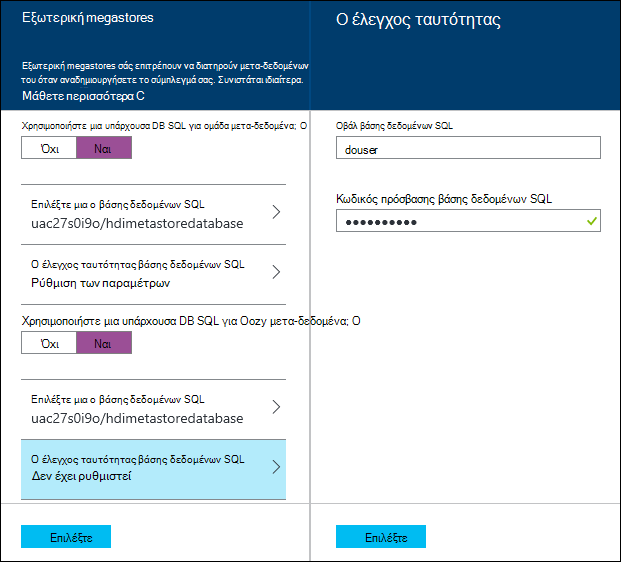 Εξωτερική megastores
Εξωτερική megastores σάς επιτρέπουν να διατηρούν μετα-δεδομένων
του όταν αναδημιουργήσετε το σύμπλεγμά σας. Συνιστάται ιδιαίτερα.
Μάθετε περισσότερα C
Χρησιμοποιήστε μια υπάρχουσα DB SQL για ομάδα μετα-δεδομένα; Ο
Όχι Ναι
Επιλέξτε μια ο βάσης δεδομένων SQL
uac27s0i9o/hdimetastoredatabase
Ο έλεγχος ταυτότητας βάσης δεδομένων SQL
Ρύθμιση των παραμέτρων
Χρησιμοποιήστε μια υπάρχουσα DB SQL για Oozy μετα-δεδομένα; Ο
Όχι Ναι
Επιλέξτε μια ο βάσης δεδομένων SQL
uac27s0i9o/hdimetastoredatabase
Ο έλεγχος ταυτότητας βάσης δεδομένων SQL
Δεν έχει ρυθμιστεί
Επιλέξτε
Ο έλεγχος ταυτότητας
Οβάλ βάσης δεδομένων SQL
douser
Κωδικός πρόσβασης βάσης δεδομένων SQL
●●●●●●●●●●
Επιλέξτε